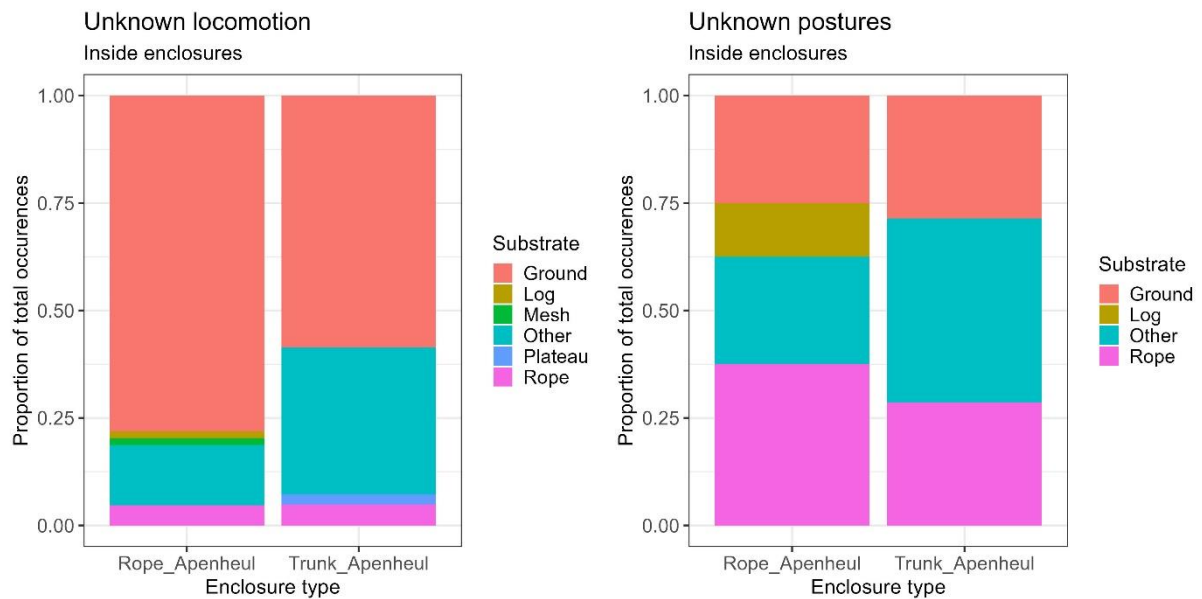 Unknown locomotion
Inside enclosures
Proportion of total occurences
1.00
0.75
0.50
0.25
0.00
Rope_Apenheul Trunk_Apenheul
Enclosure type
Substrate
Ground
Log
Mesh
Other
Plateau
Rope
Unknown postures
Inside enclosures
Proportion of total occurences
1.00
0.75
0.50
0.25
0.00
Rope_Apenheul Trunk_Apenheul
Enclosure type
Substrate
Ground
Log
Other
Rope